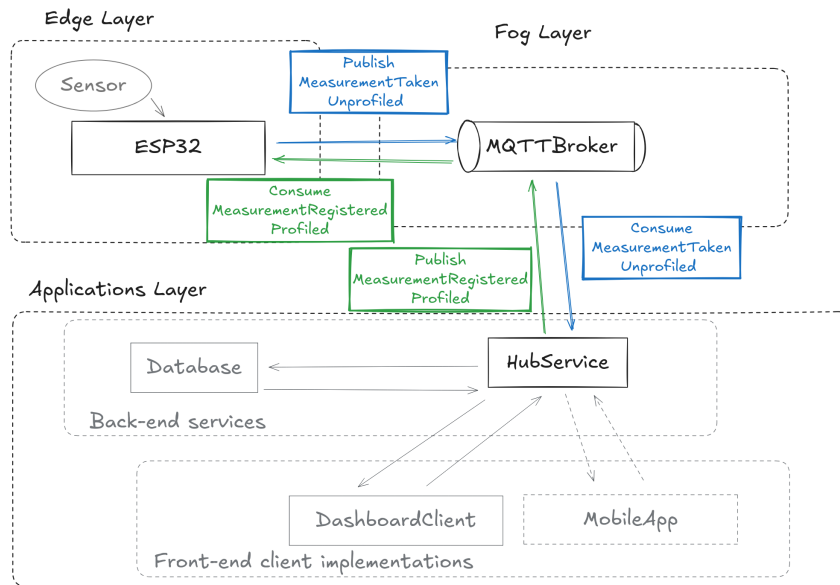 Edge Layer
Fog Layer
Publish
MeasurementTaken
Unprofiled
Sensor
ESP32
MQTTBroker
Consume
MeasurementRegistered
Profiled
Consume
MeasurementTaken
Unprofiled
Publish
MeasurementRegistered
Profiled
Applications Layer
Database
HubService
Back-end services
DashboardClient
MobileApp
Front-end client implementations